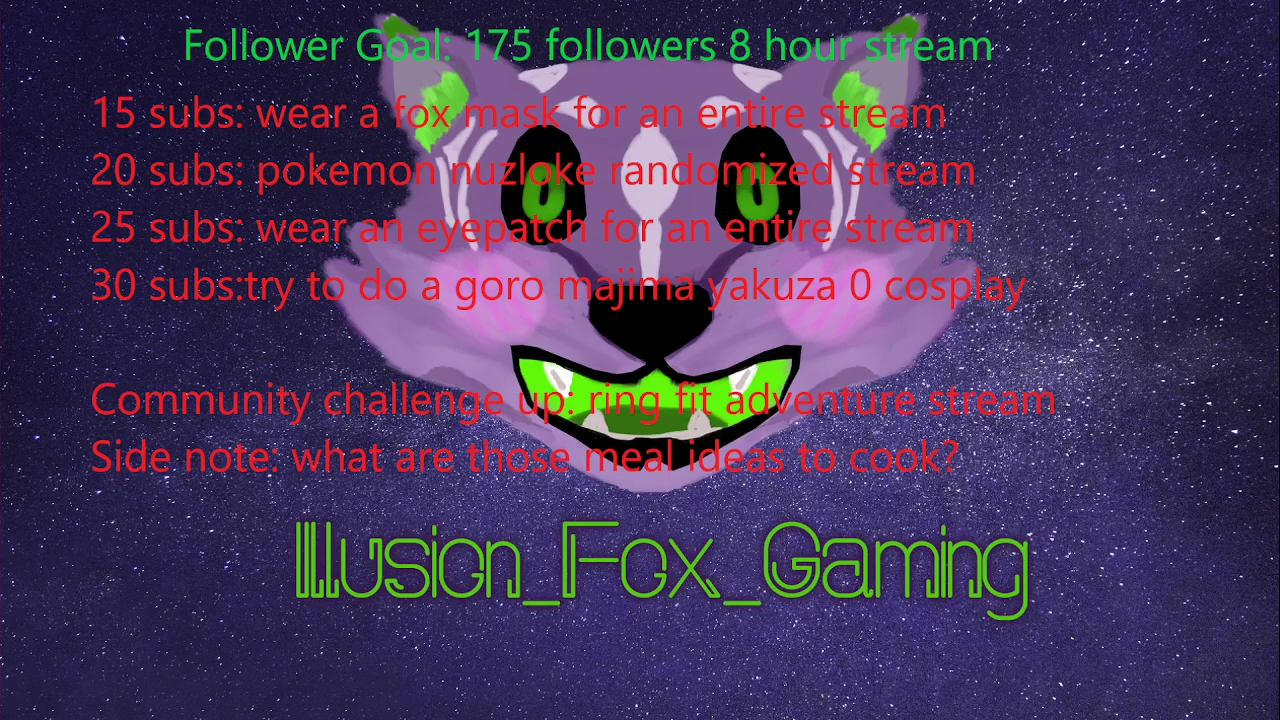 Follower Goal: 175 followers 8 hour stream
15 subs: wear a fox mask for an entire stream
20 subs: pokemon nuzloke randomized stream
25 subs: wear an eyepatch for an entire stream
30 subs:try to do a goro majima yakuza 0 cosplay
Community challenge up: ring fit adventure stream
Side note: what are those meal ideas to cook?
Illusion_Fox_Gaming